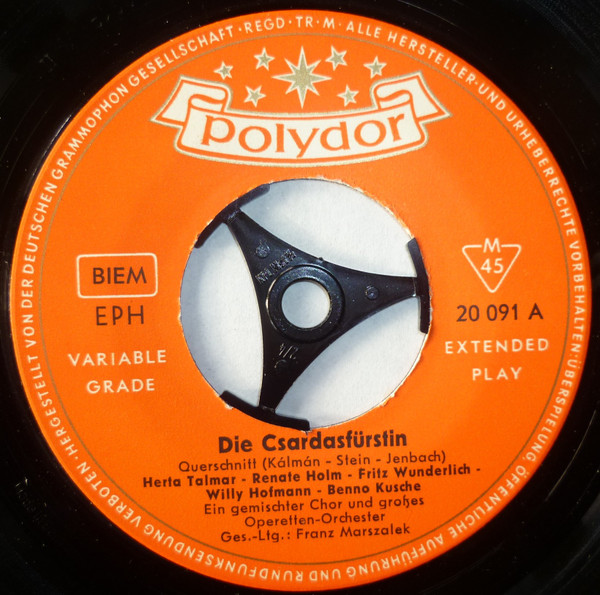 HERGESTELLT VON DER DEUTSCHEN GRAMMOPHON GESELLSCHAFT · REGD · TR · M · ALLE HERSTELLER- UND URHEBERRECHTE VORBEHALTEN · ÜBERSPIELUNG ÖFFENTLICHE AUFFÜHRUNG UND RUNDFUNKSENDUNG VERBOTEN ·
Polydor
BIEM
EPH
VARIABLE
GRADE
M
45
20 091 A
EXTENDED
PLAY
Die Csardasfürstin
Querschnitt (Kálmán - Stein - Jenbach)
Herta Talmar - Renate Holm - Fritz Wunderlich -
Willy Hofmann - Benno Kusche
Ein gemischter Chor und großes
Operetten-Orchester
Ges.-Ltg.: Franz Marszalek